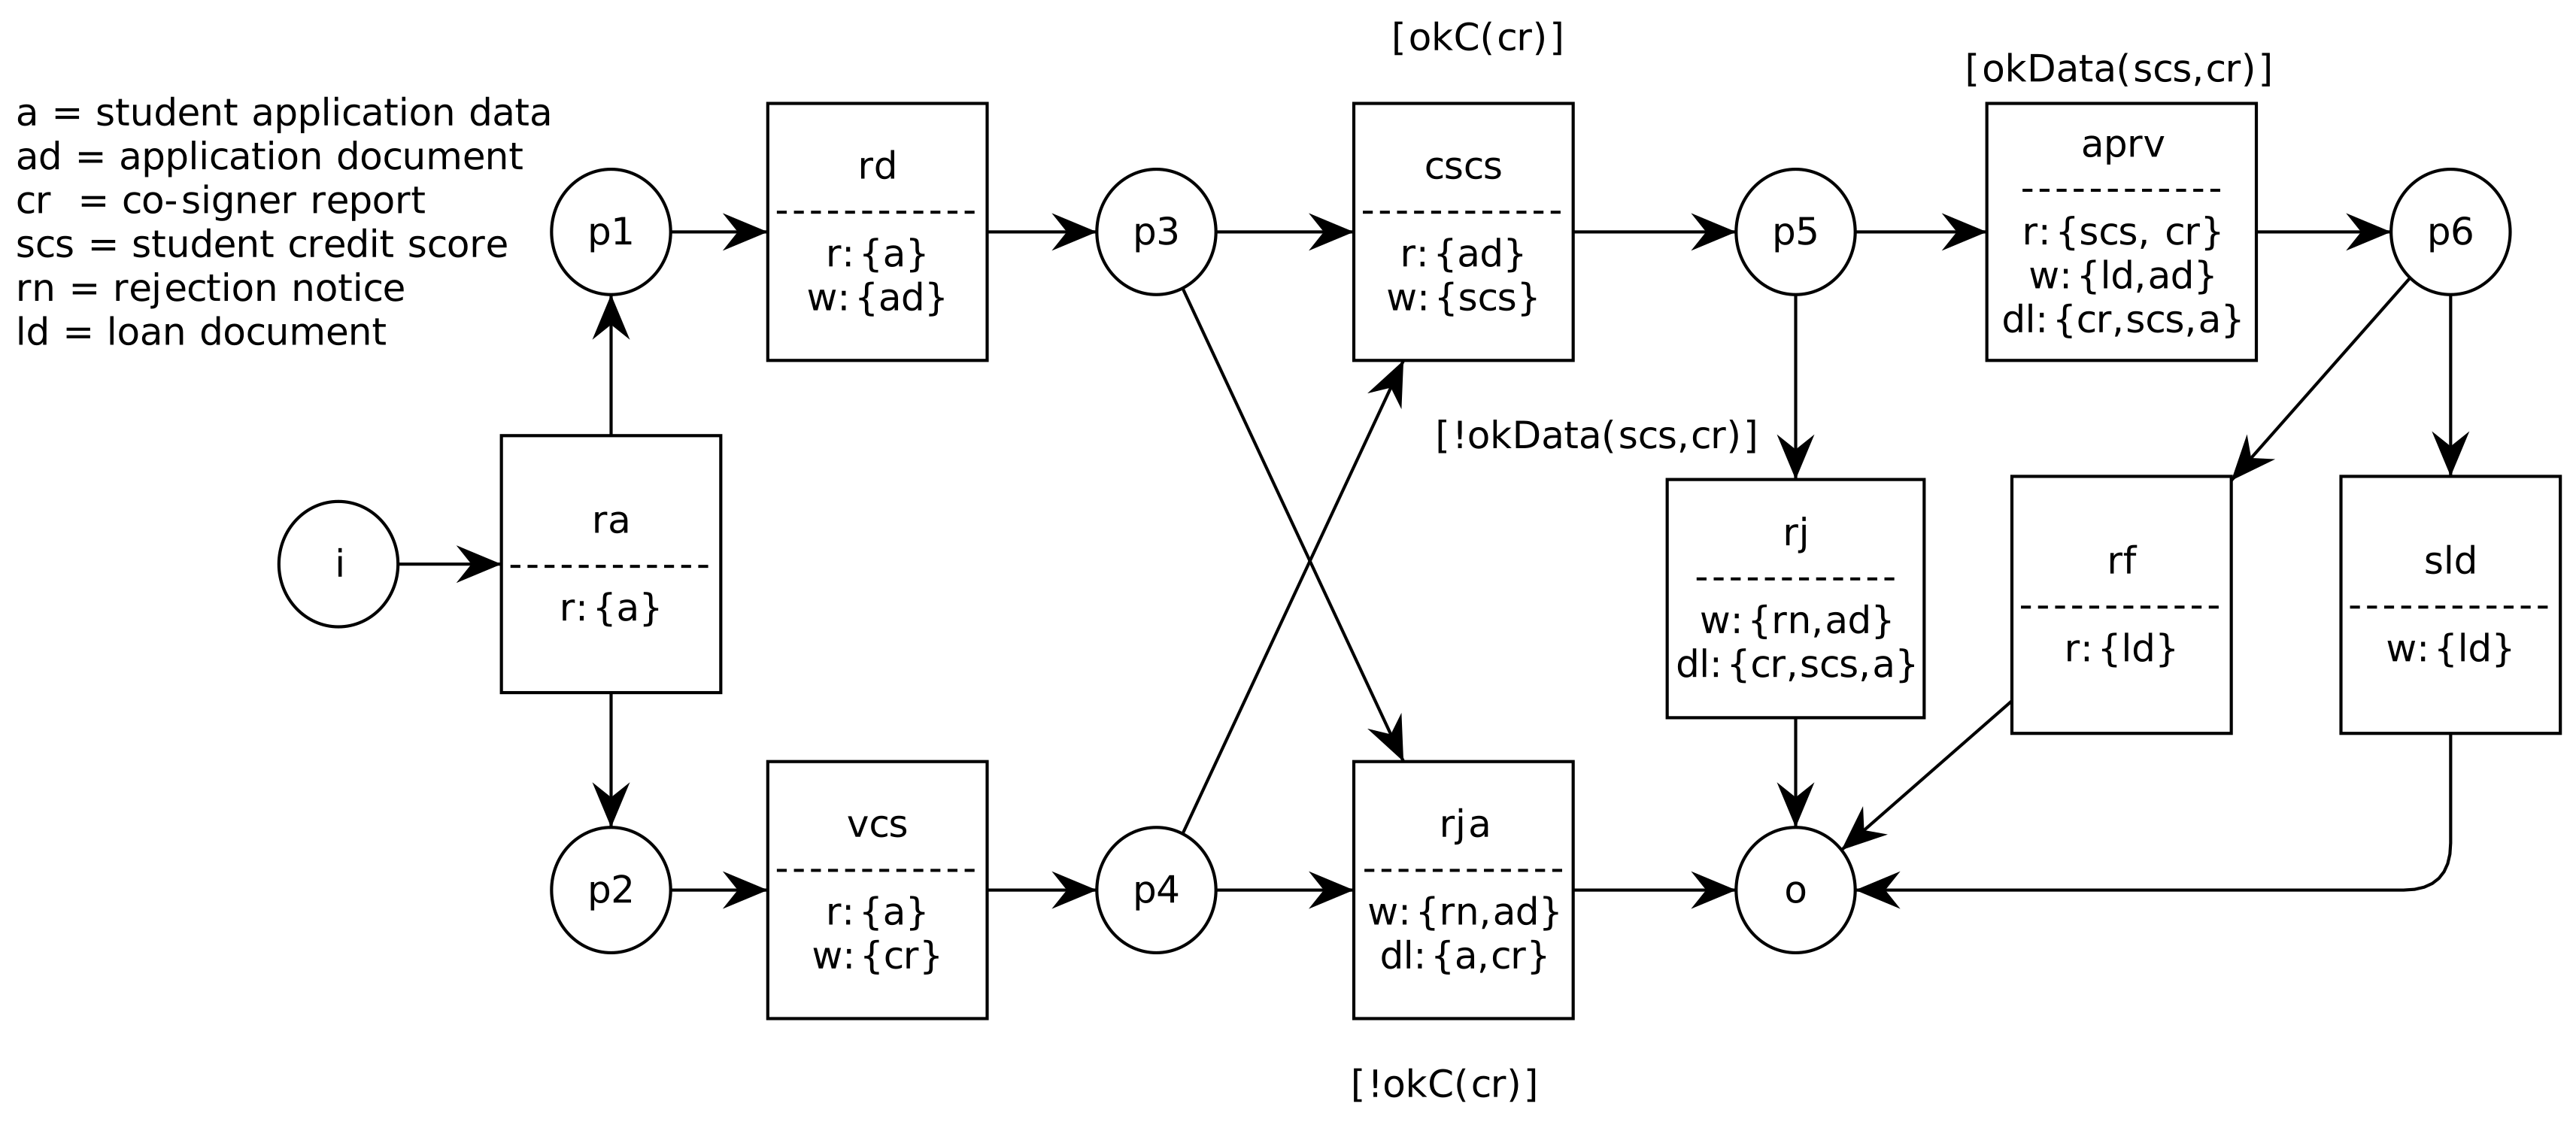 [okC(cr)]
[okData(scs,cr)]
a = student application data
ad = application document
cr = co-signer report
scs = student credit score
rn = rejection notice
ld = loan document
p1
rd
r:{a}
w:{ad}
p3
cscs
r:{ad}
w:{scs}
p5
aprv
r:{scs, cr}
w:{ld,ad}
dl:{cr,scs,a}
p6
[!okData(scs,cr)]
i
ra
r:{a}
rj
w:{rn,ad}
dl:{cr,scs,a}
rf
r:{ld}
sld
w:{ld}
p2
vcs
r:{a}
w:{cr}
p4
rja
w:{rn,ad}
dl:{a,cr}
o
[!okC(cr)]